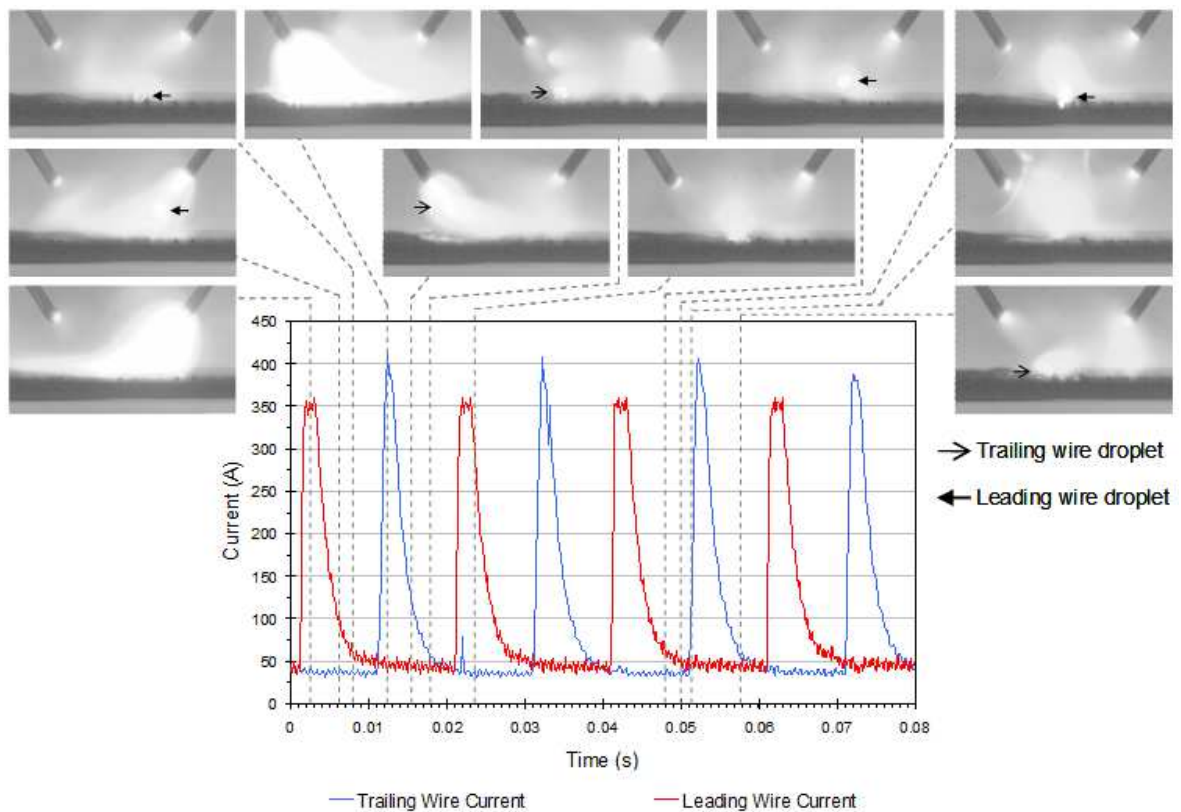 Trailing wire droplet
Leading wire droplet
450
400
350
300
250
200
150
100
50
0
Current (A)
0 0.01 0.02 0.03 0.04 0.05 0.06 0.07 0.08
Time (s)
Trailing Wire Current Leading Wire Current